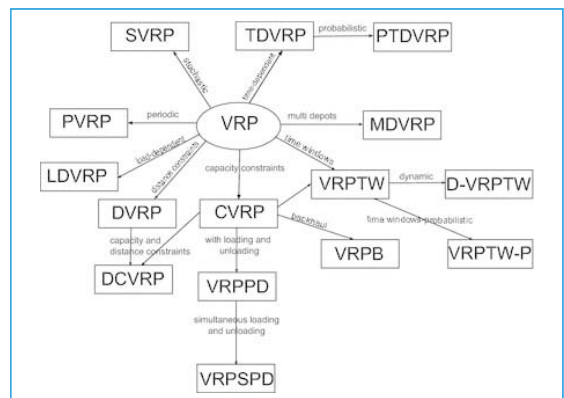 SVRP
TDVRP
probabilistic
PTDVRP
stochastic
time-dependent
PVRP
periodic
VRP
multi depots
MDVRP
load-dependent
distance constraints
time windows
LDVRP
capacity constraints
VRPTW
dynamic
D-VRPTW
DVRP
CVRP
backhaul
time windows-probabilistic
capacity and
distance constraints
with loading and
unloading
VRPB
VRPTW-P
DCVRP
VRPPD
simultaneous loading
and unloading
VRPSPD